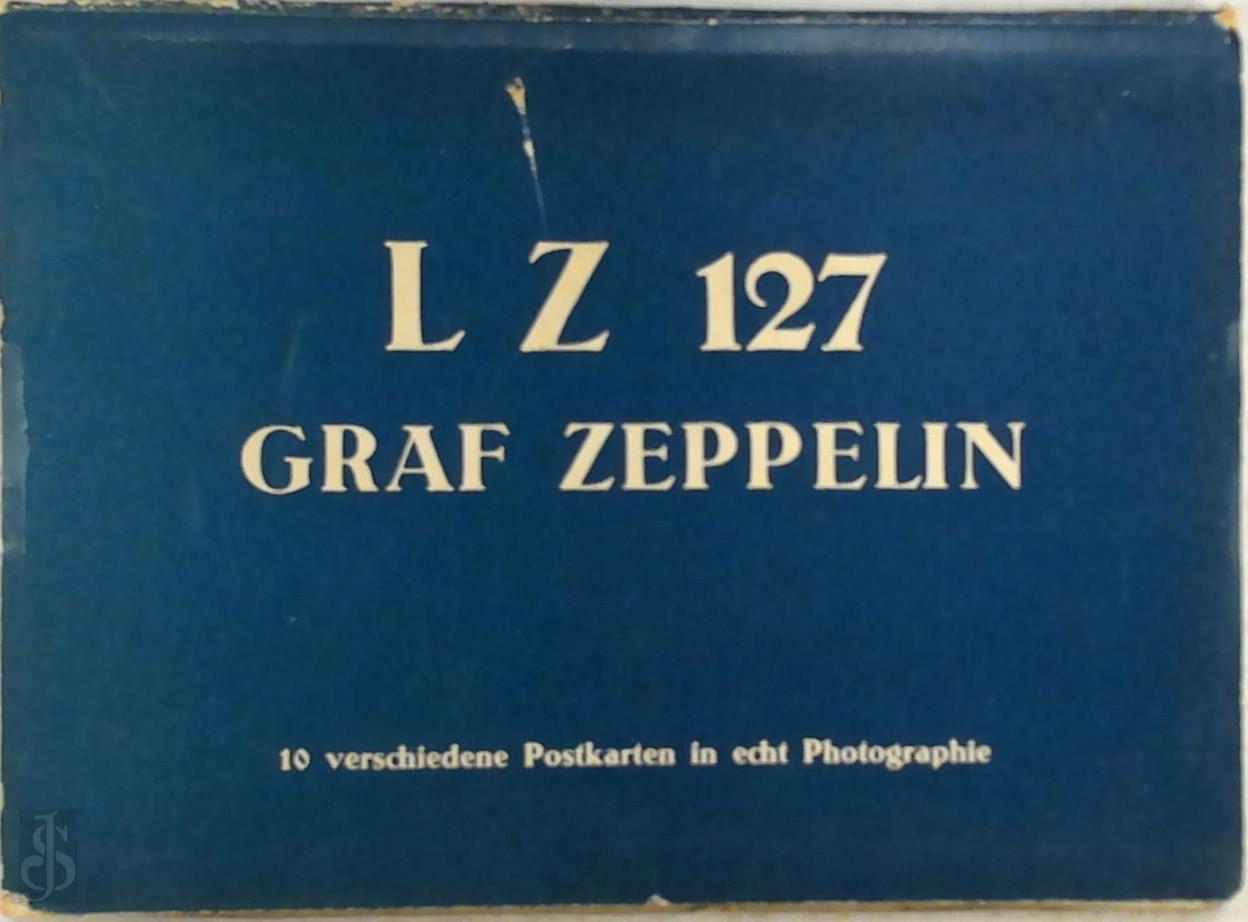 L Z 127
GRAF ZEPPELIN
10 verschiedene Postkarten in echt Photographie